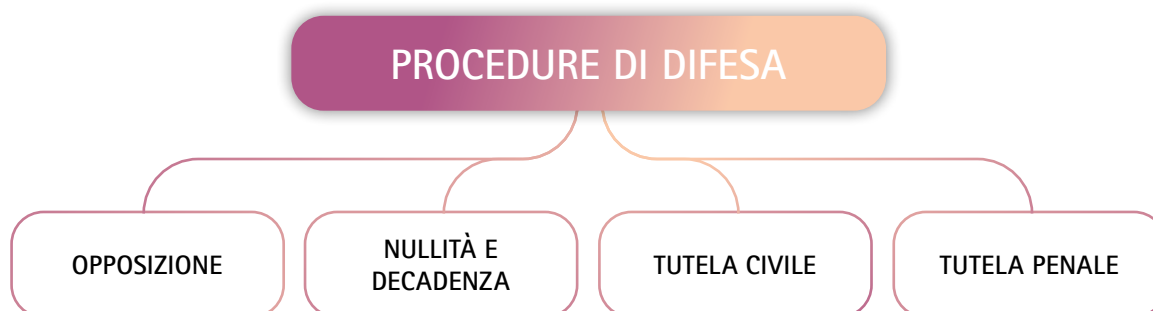 PROCEDURE DI DIFESA
OPPOSIZIONE
NULLITÀ E
DECADENZA
TUTELA CIVILE
TUTELA PENALE